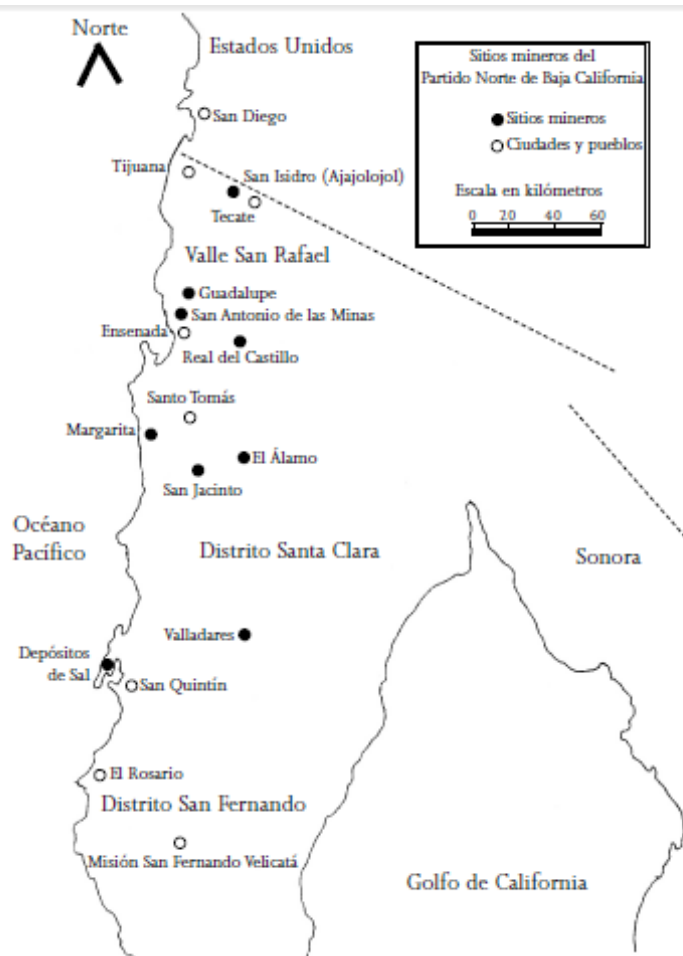 Norte
Estados Unidos
Sitios mineros del
Partido Norte de Baja California
Sitios mineros
Ciudades y pueblos
Escala en kilómetros
0 20 40 60
San Diego
Tijuana
San Isidro (Ajajolojol)
Tecate
Valle San Rafael
Guadalupe
San Antonio de las Minas
Ensenada
Real del Castillo
Santo Tomás
Margarita
El Álamo
San Jacinto
Océano
Pacífico
Distrito Santa Clara
Sonora
Valladares
Depósitos
de Sal
San Quintín
El Rosario
Distrito San Fernando
Misión San Fernando Velicatá
Golfo de California